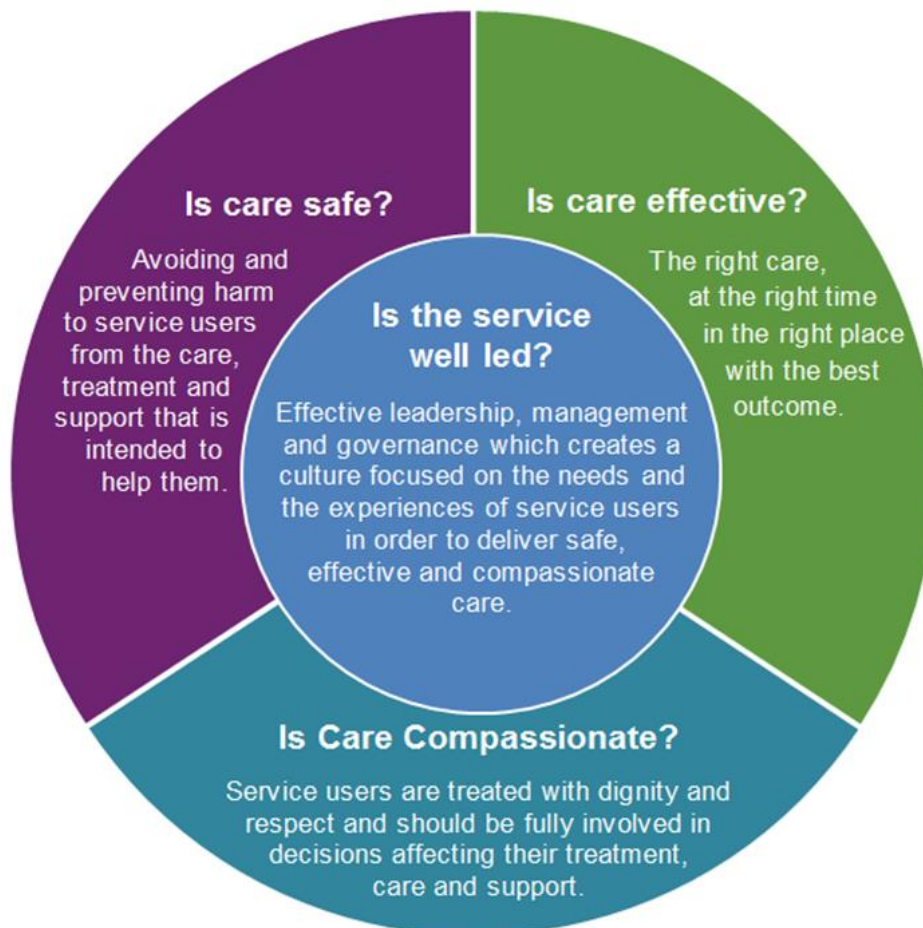 Is care safe?
Avoiding and
preventing harm
to service users
from the care,
treatment and
support that is
intended to
help them.
Is care effective?
The right care,
at the right time
in the right place
with the best
outcome.
Is the service
well led?
Effective leadership, management
and governance which creates a
culture focused on the needs and
the experiences of service users
in order to deliver safe,
effective and compassionate
care.
Is Care Compassionate?
Service users are treated with dignity and
respect and should be fully involved in
decisions affecting their treatment,
care and support.